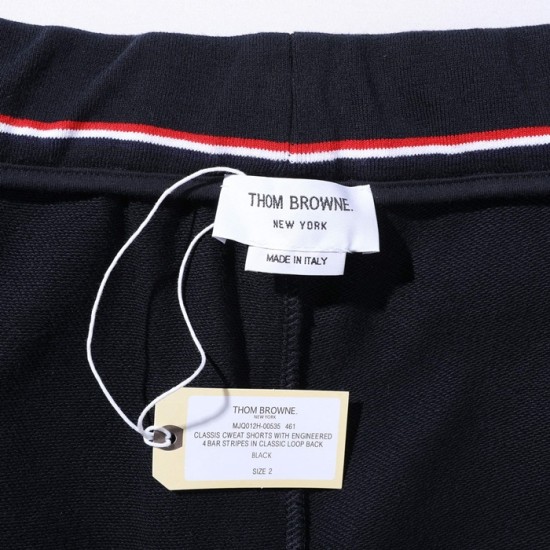 THOM BROWNE.
NEW YORK
MADE IN ITALY
THOM BROWNE.
NEW YORK
MJQ012H-00535 461
CLASSIS CWEAT SHORTS WITH ENGINEERED
4 BAR STRIPES IN CLASSIC LOOP BACK
BLACK
SIZE 2